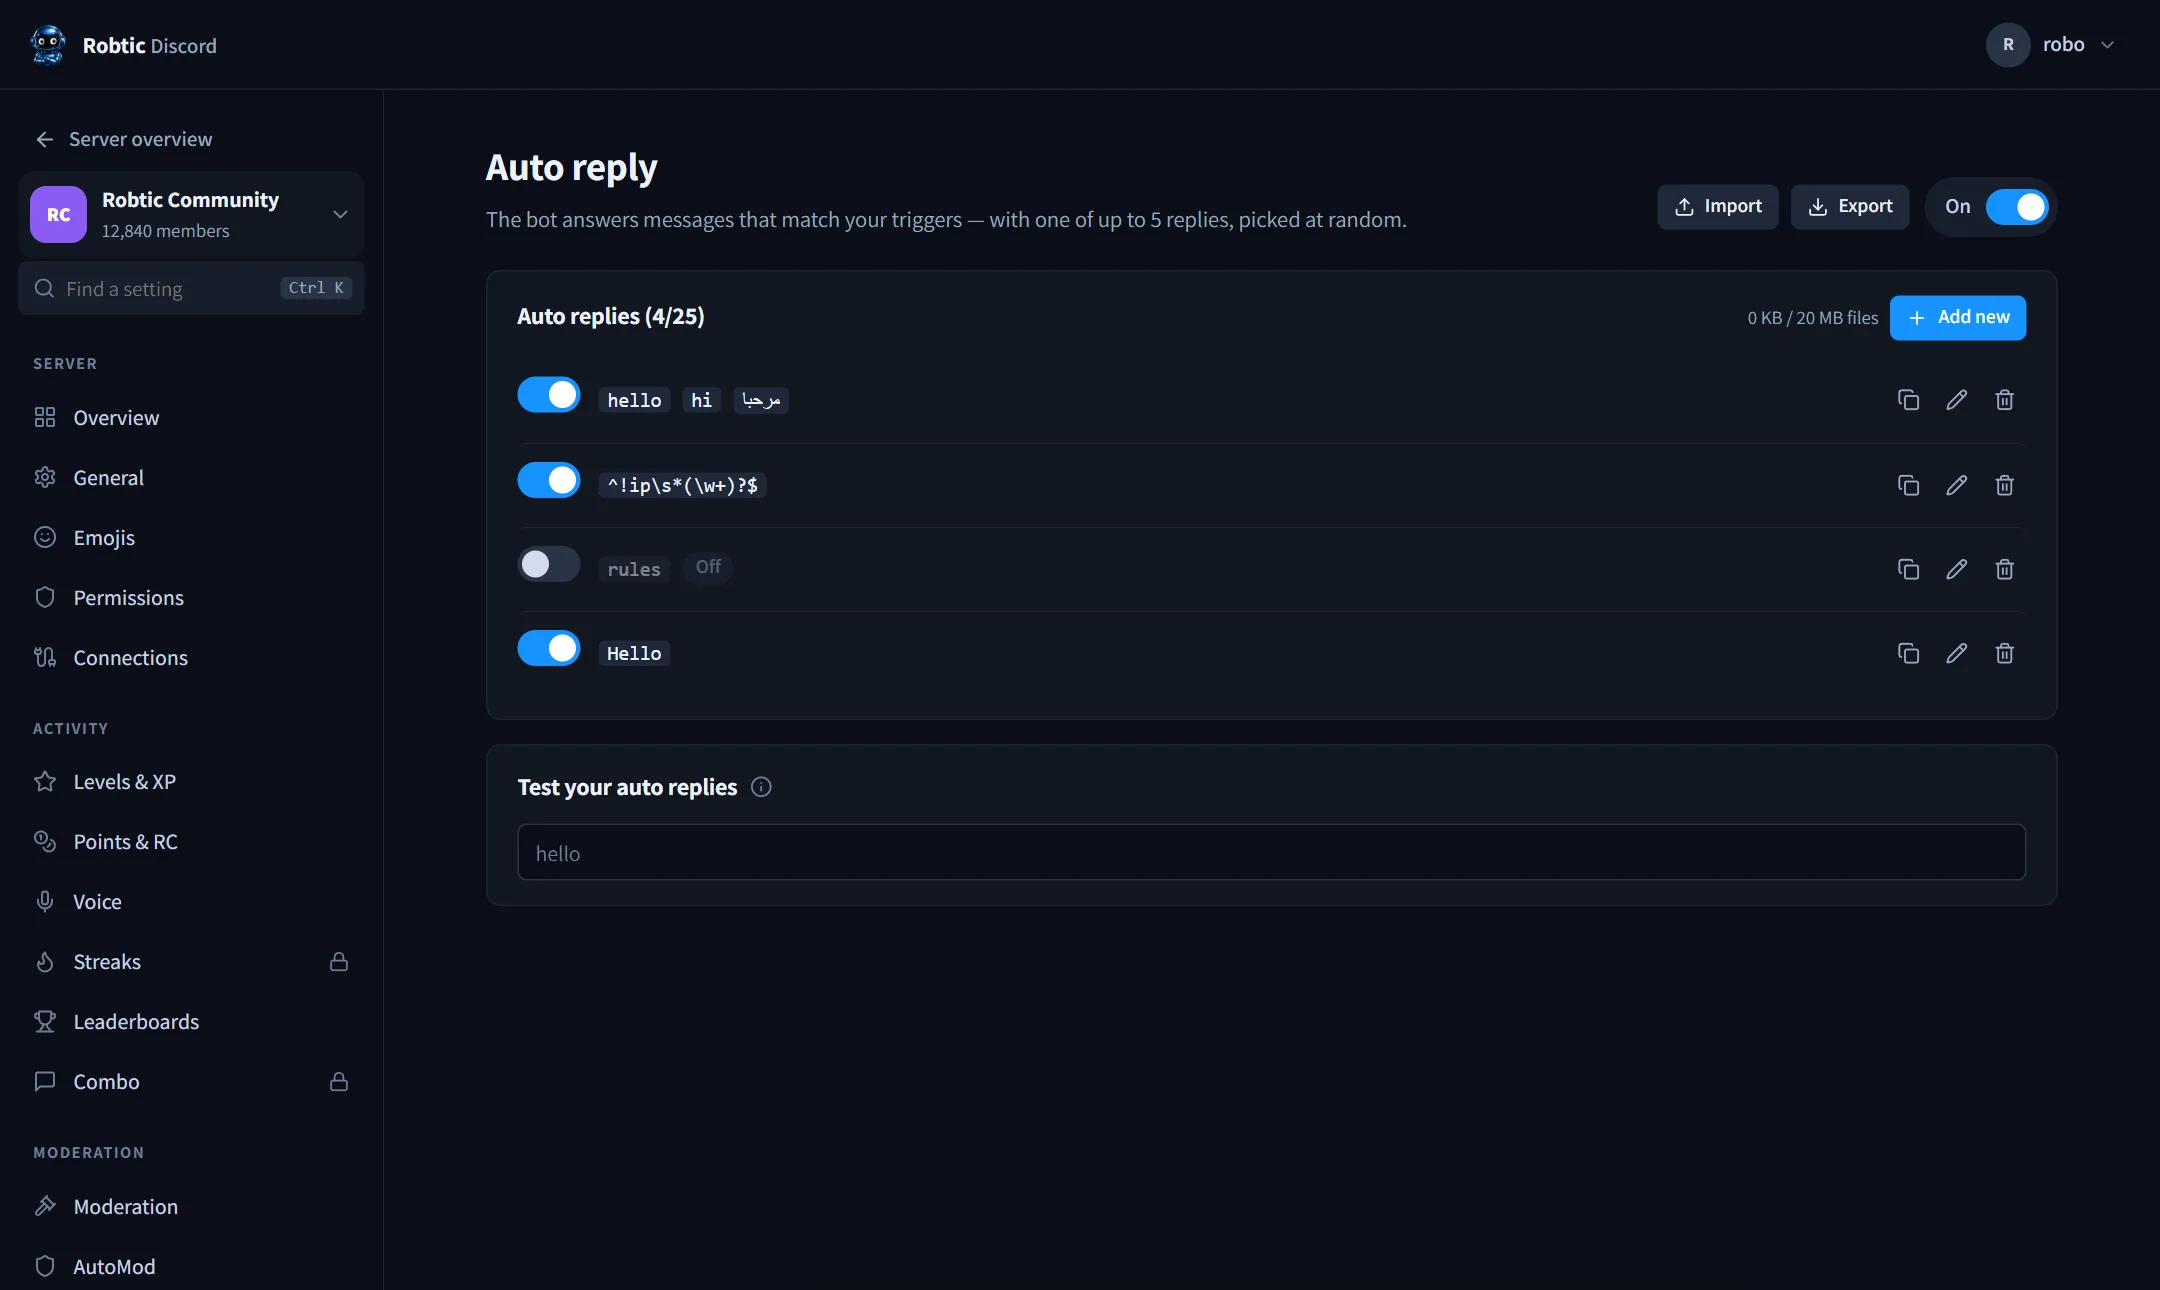 Robtic Discord
R robo
Server overview
RC Robtic Community
12,840 members
Find a setting Ctrl K
SERVER
Overview
General
Emojis
Permissions
Connections
ACTIVITY
Levels & XP
Points & RC
Voice
Streaks
Leaderboards
Combo
MODERATION
Moderation
AutoMod
Auto reply
The bot answers messages that match your triggers — with one of up to 5 replies, picked at random.
Import Export On
Auto replies (4/25) 0 KB / 20 MB files Add new
hello hi مرحبا
^!ip\s*(\w+)?$
rules Off
Hello
Test your auto replies
hello